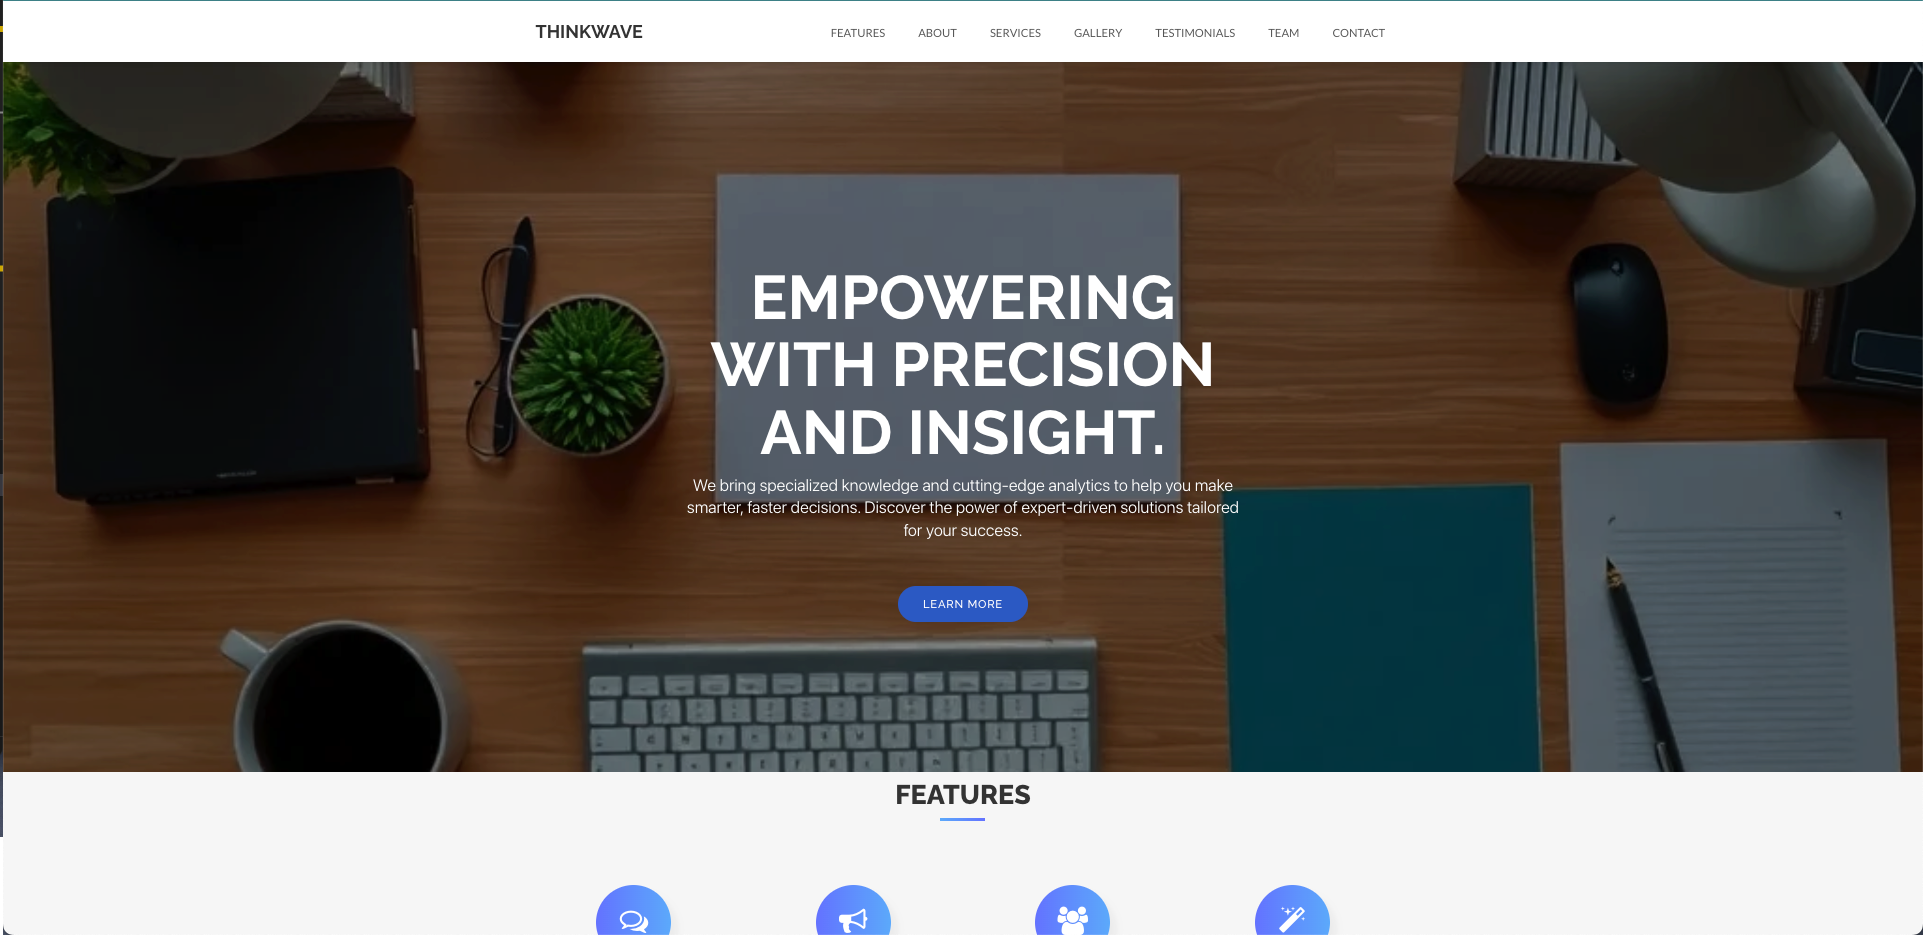 THINKWAVE
FEATURES ABOUT SERVICES GALLERY TESTIMONIALS TEAM CONTACT
EMPOWERING
WITH PRECISION
AND INSIGHT.
We bring specialized knowledge and cutting-edge analytics to help you make
smarter, faster decisions. Discover the power of expert-driven solutions tailored
for your success.
LEARN MORE
FEATURES